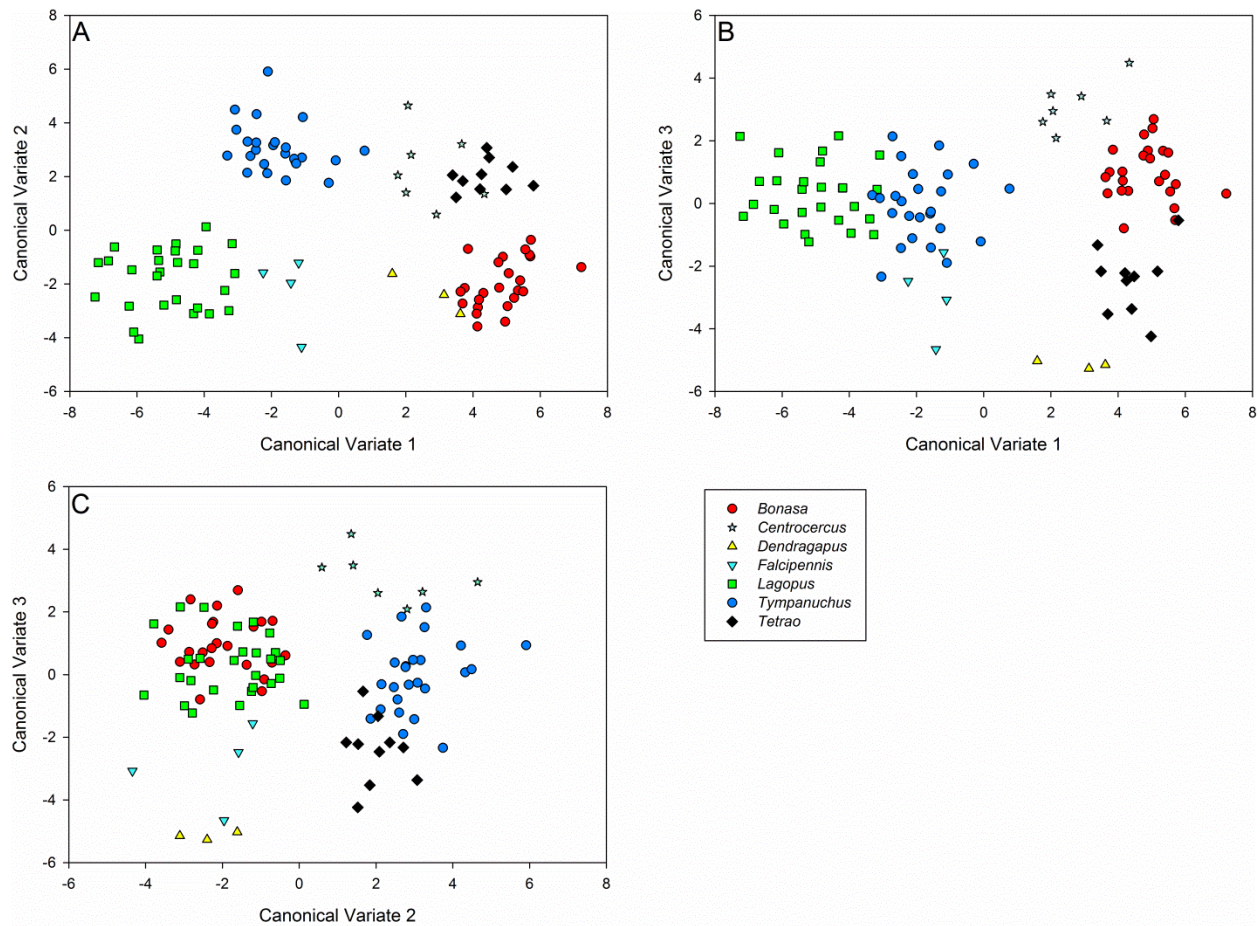 A
8
6
4
2
0
-2
-4
-6
Canonical Variate 2
-8 -6 -4 -2 0 2 4 6 8
Canonical Variate 1
B
6
4
2
0
-2
-4
-6
Canonical Variate 3
-8 -6 -4 -2 0 2 4 6 8
Canonical Variate 1
C
6
4
2
0
-2
-4
-6
Canonical Variate 3
-6 -4 -2 0 2 4 6 8
Canonical Variate 2
Bonasa
Centrocercus
Dendragapus
Falcipennis
Lagopus
Tympanuchus
Tetrao